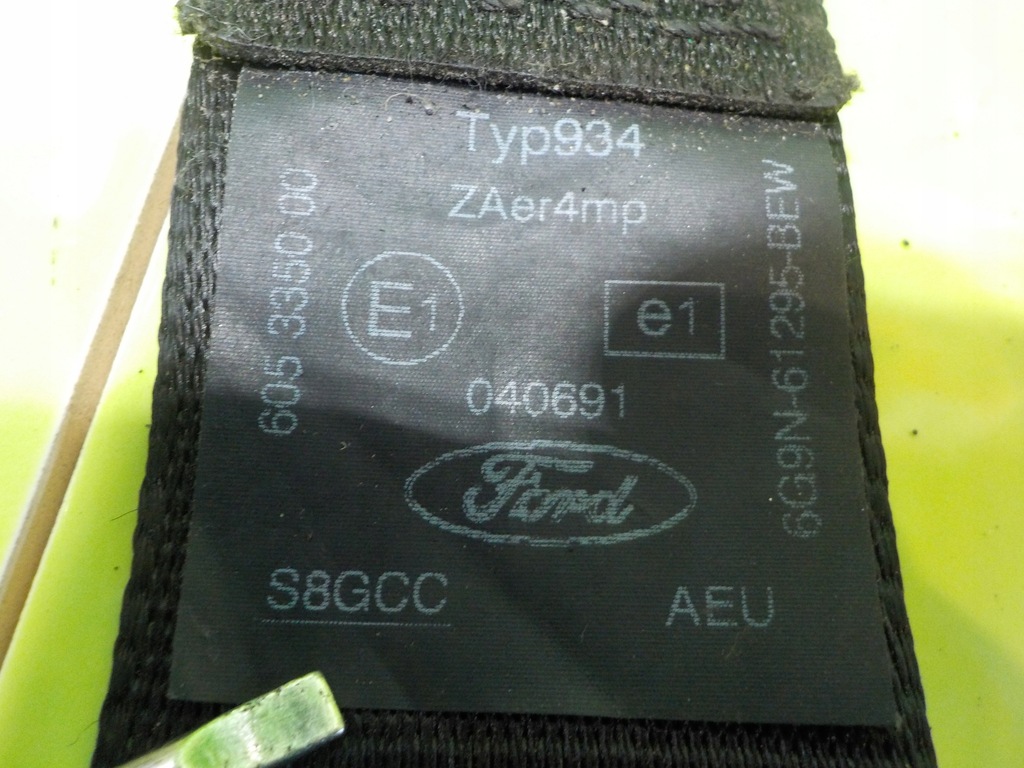 Typ934
ZAer4mp
605 3350 00
E1
e1
6G9N-61295-BEW
040691
Ford
S8GCC
AEU